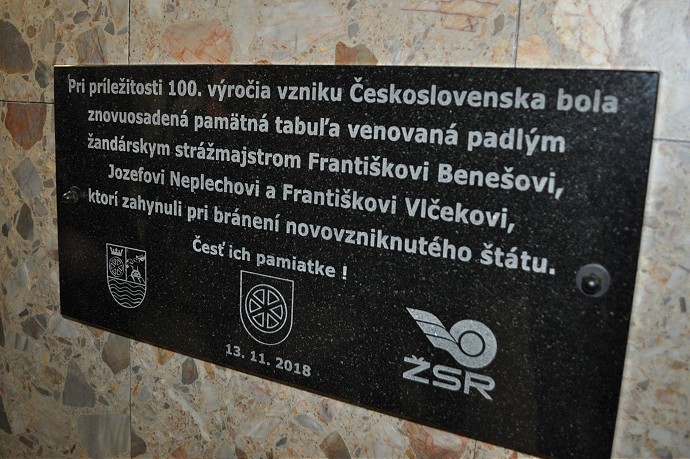 Pri príležitosti 100. výročia vzniku Československa bola
znovuosadená pamätná tabuľa venovaná padlým
žandárskym strážmajstrom Františkovi Benešovi,
Jozefovi Neplechovi a Františkovi Vlčekovi,
ktorí zahynuli pri bránení novovzniknutého štátu.
Česť ich pamiatke !
13. 11. 2018
ŽSR